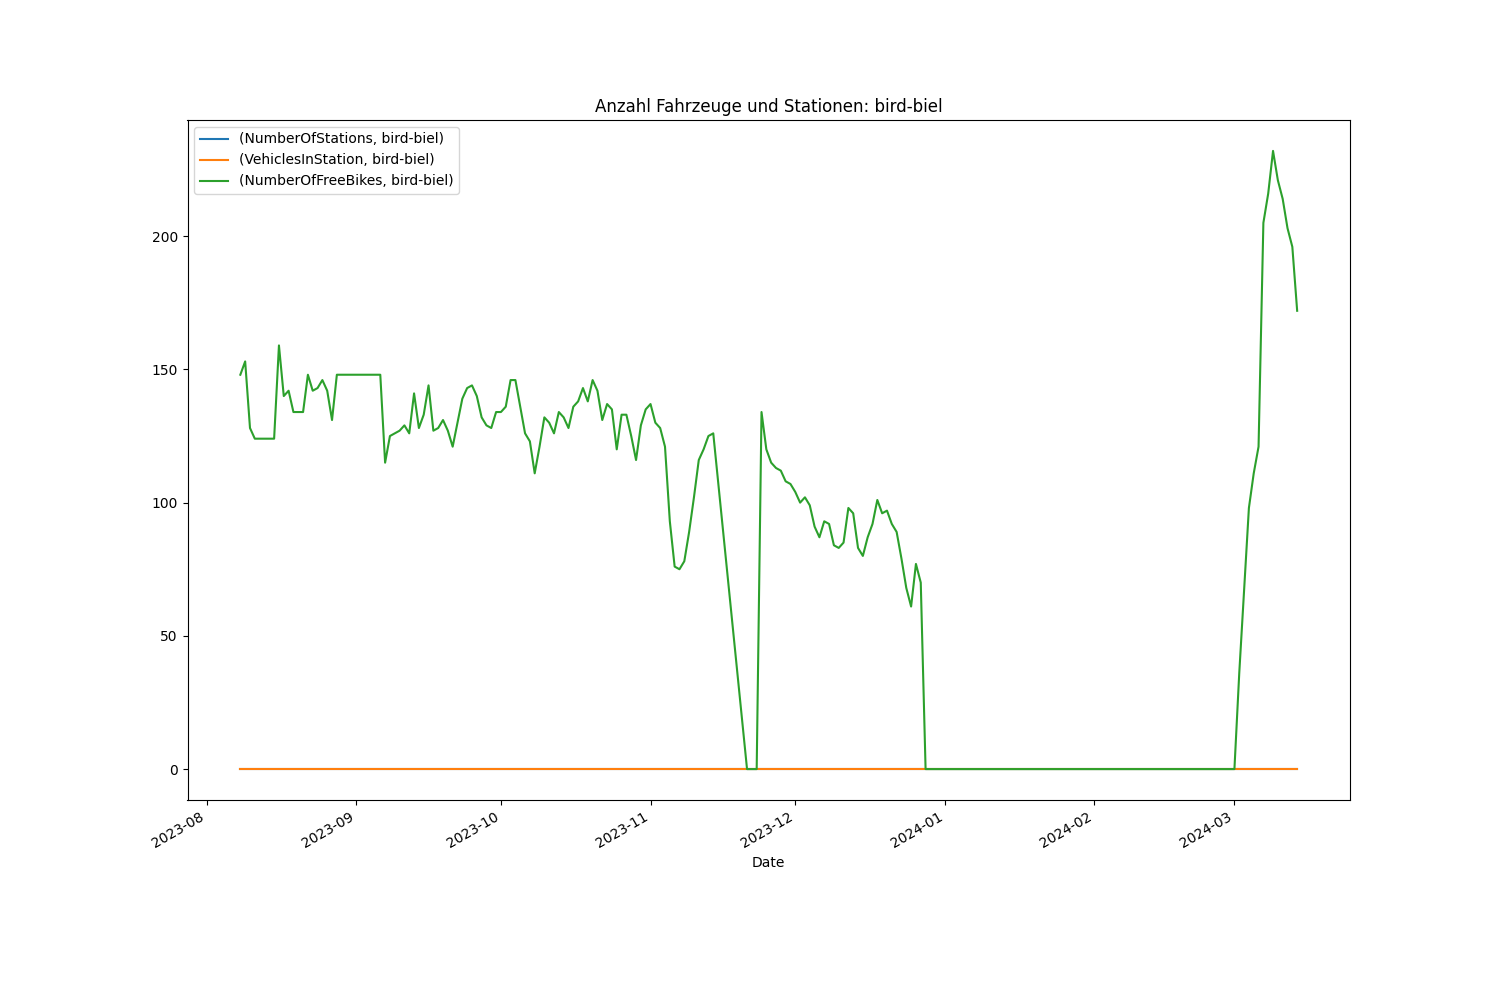 Anzahl Fahrzeuge und Stationen: bird-biel
(NumberOfStations, bird-biel)
(VehiclesInStation, bird-biel)
(NumberOfFreeBikes, bird-biel)
200
150
100
50
0
2023-08
2023-09
2023-10
2023-11
2023-12
2024-01
2024-02
2024-03
Date